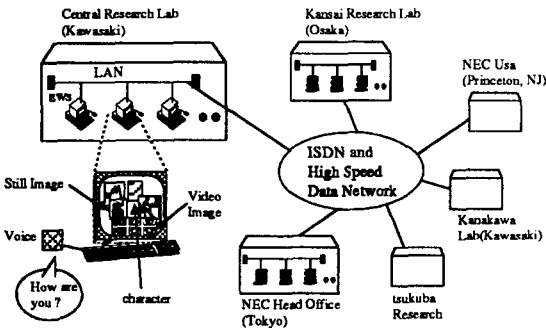 Central Research Lab
(Kawasaki)
Kansai Research Lab
(Osaka)
NEC Usa
(Princeton, NJ)
LAN
EWS
ISDN and
High Speed
Data Network
Still Image
Video
Image
Voice
How are
you ?
character
Kanakawa
Lab(Kawasaki)
NEC Head Office
(Tokyo)
tsukuba
Research